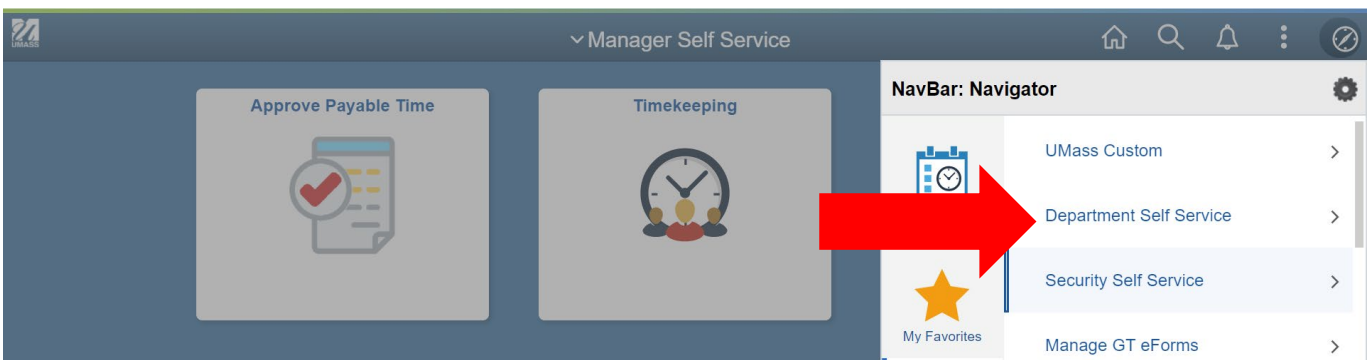 UMASS
Manager Self Service
Approve Payable Time
Timekeeping
NavBar: Navigator
UMass Custom
Department Self Service
Security Self Service
My Favorites
Manage GT eForms